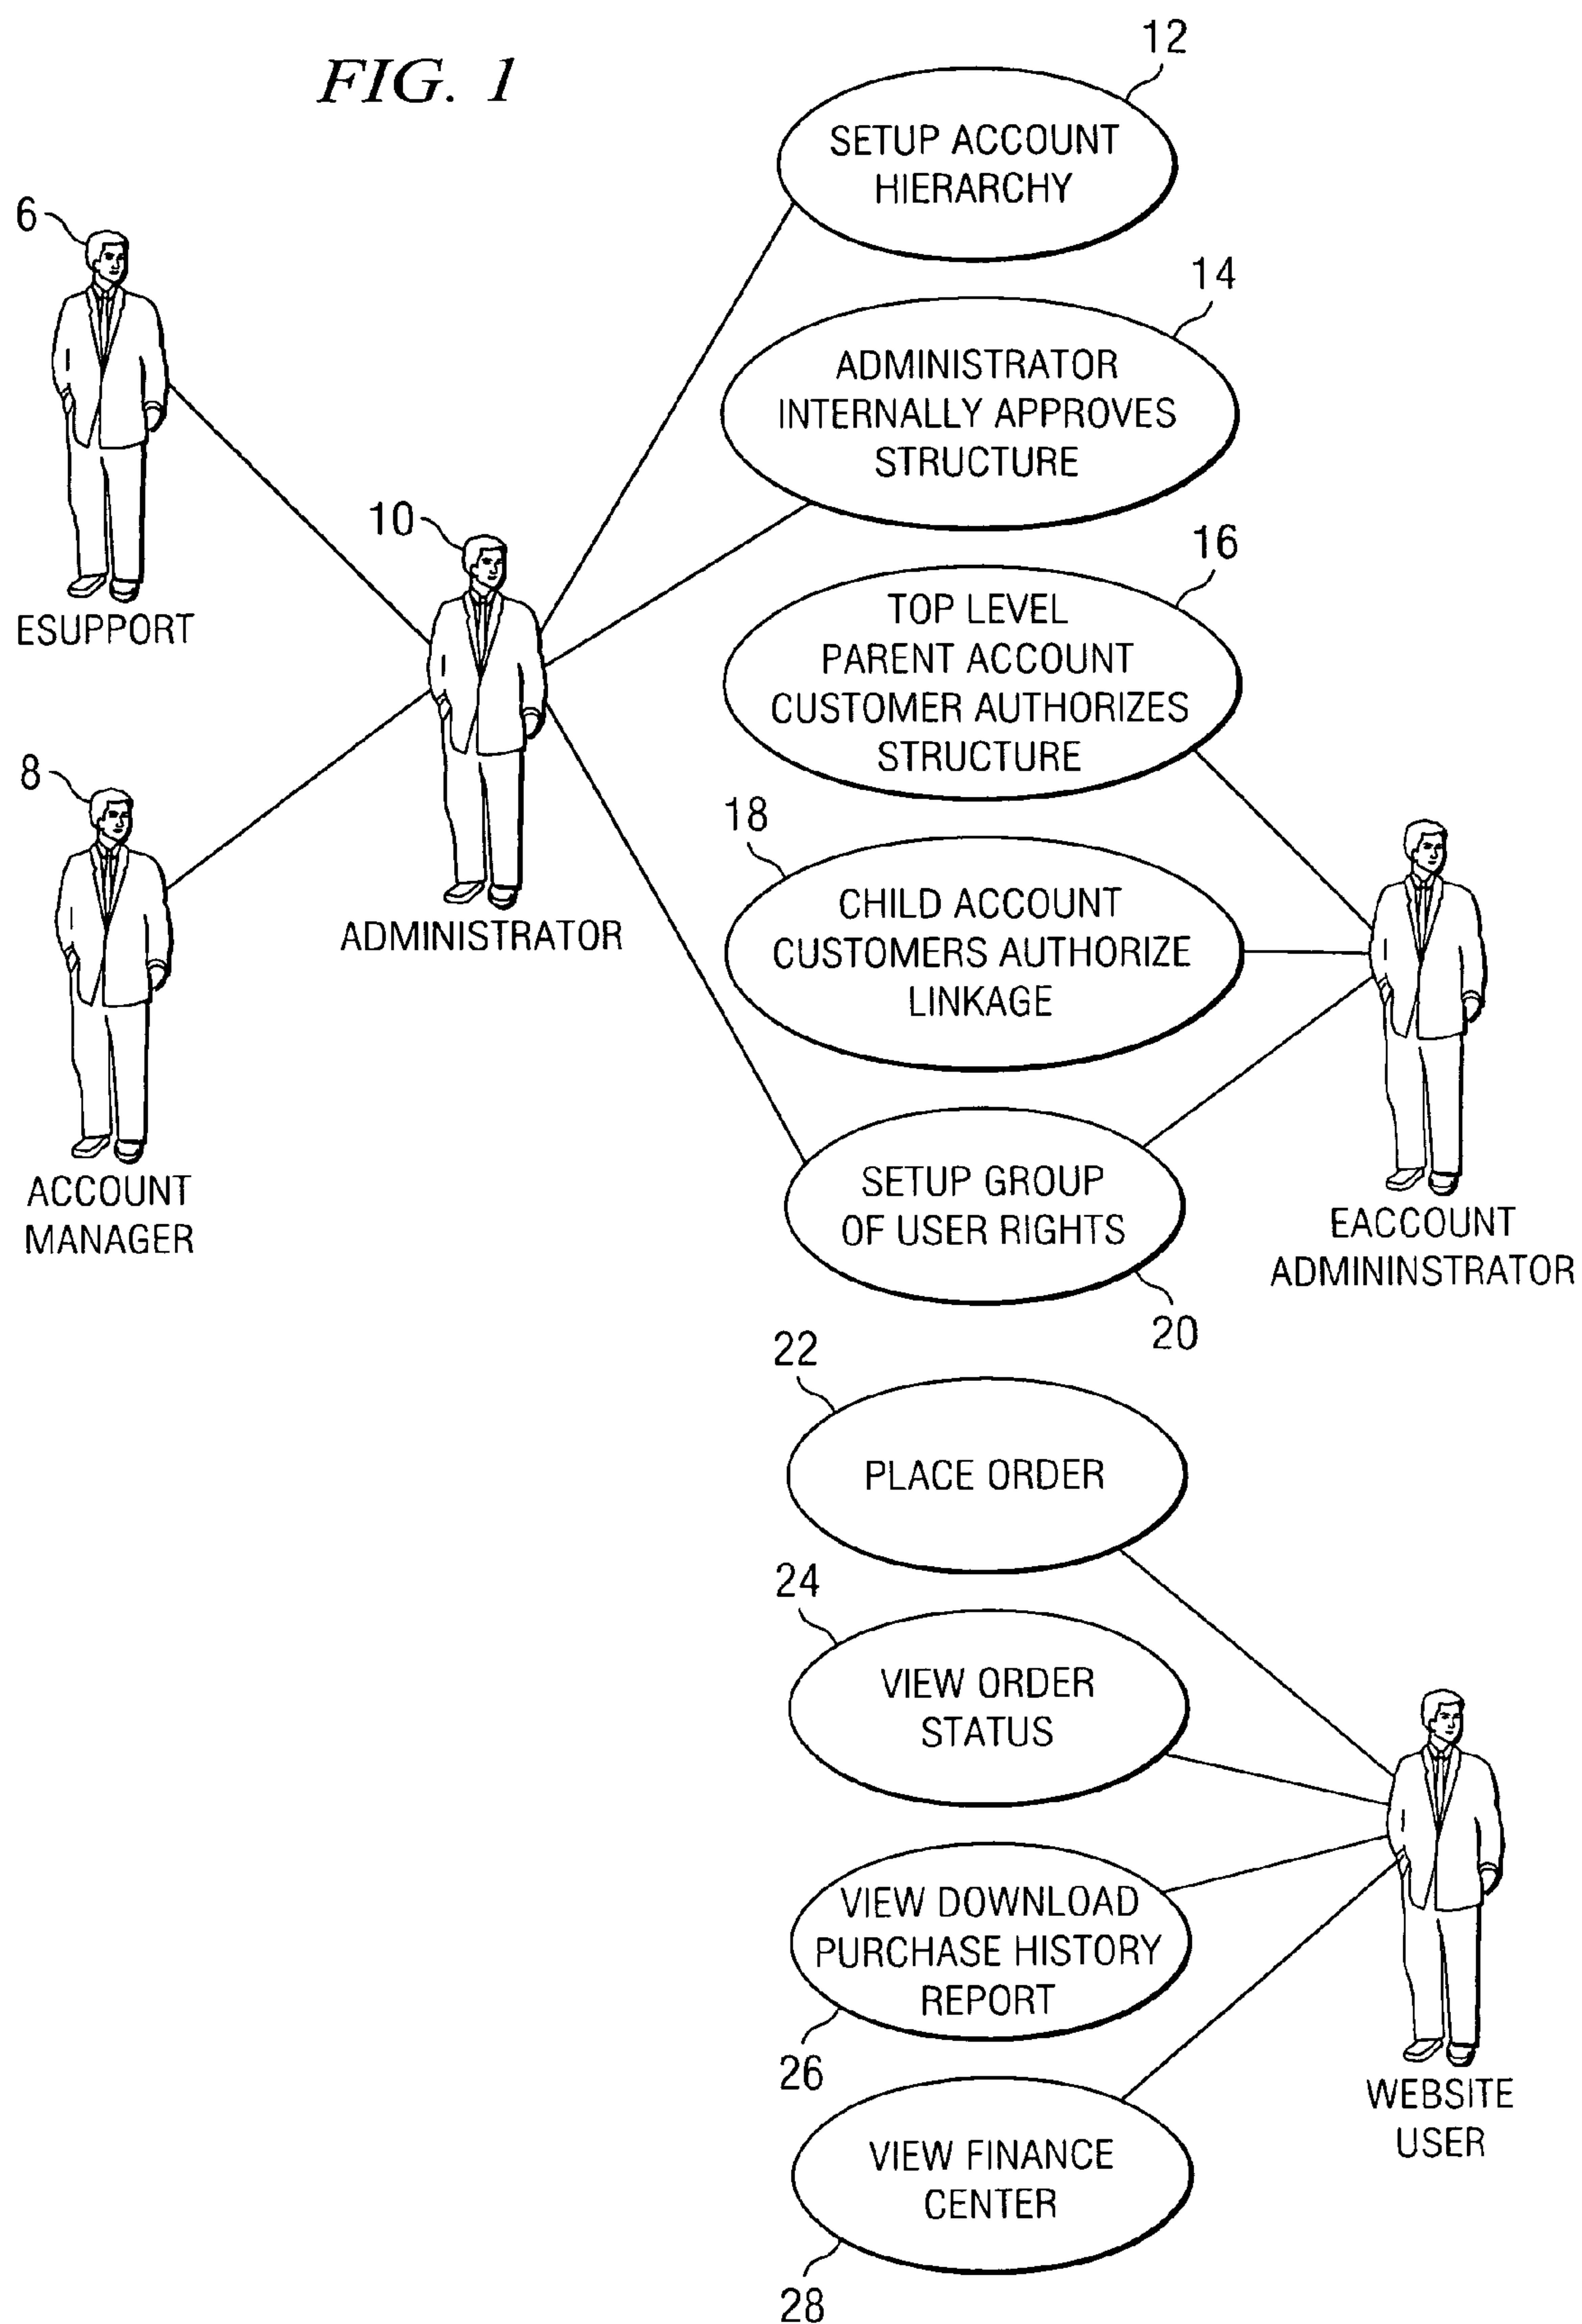 FIG. 1
12
SETUP ACCOUNT
HIERARCHY
6
ESUPPORT
14
ADMINISTRATOR
INTERNALLY APPROVES
STRUCTURE
10
ADMINISTRATOR
16
TOP LEVEL
PARENT ACCOUNT
CUSTOMER AUTHORIZES
STRUCTURE
8
ACCOUNT
MANAGER
18
CHILD ACCOUNT
CUSTOMERS AUTHORIZE
LINKAGE
EACCOUNT
ADMININSTRATOR
SETUP GROUP
OF USER RIGHTS
20
22
PLACE ORDER
24
VIEW ORDER
STATUS
VIEW DOWNLOAD
PURCHASE HISTORY
REPORT
26
WEBSITE
USER
VIEW FINANCE
CENTER
28